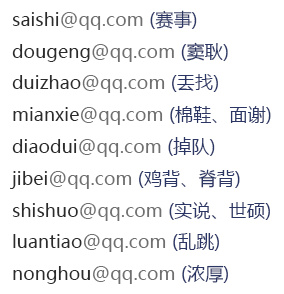 saishi@qq.com (赛事)
dougeng@qq.com (窦耿)
duizhao@qq.com (丢找)
mianxie@qq.com (棉鞋、面谢)
diaodui@qq.com (掉队)
jibei@qq.com (鸡背、脊背)
shishuo@qq.com (实说、世硕)
luantiao@qq.com (乱跳)
nonghou@qq.com (浓厚)